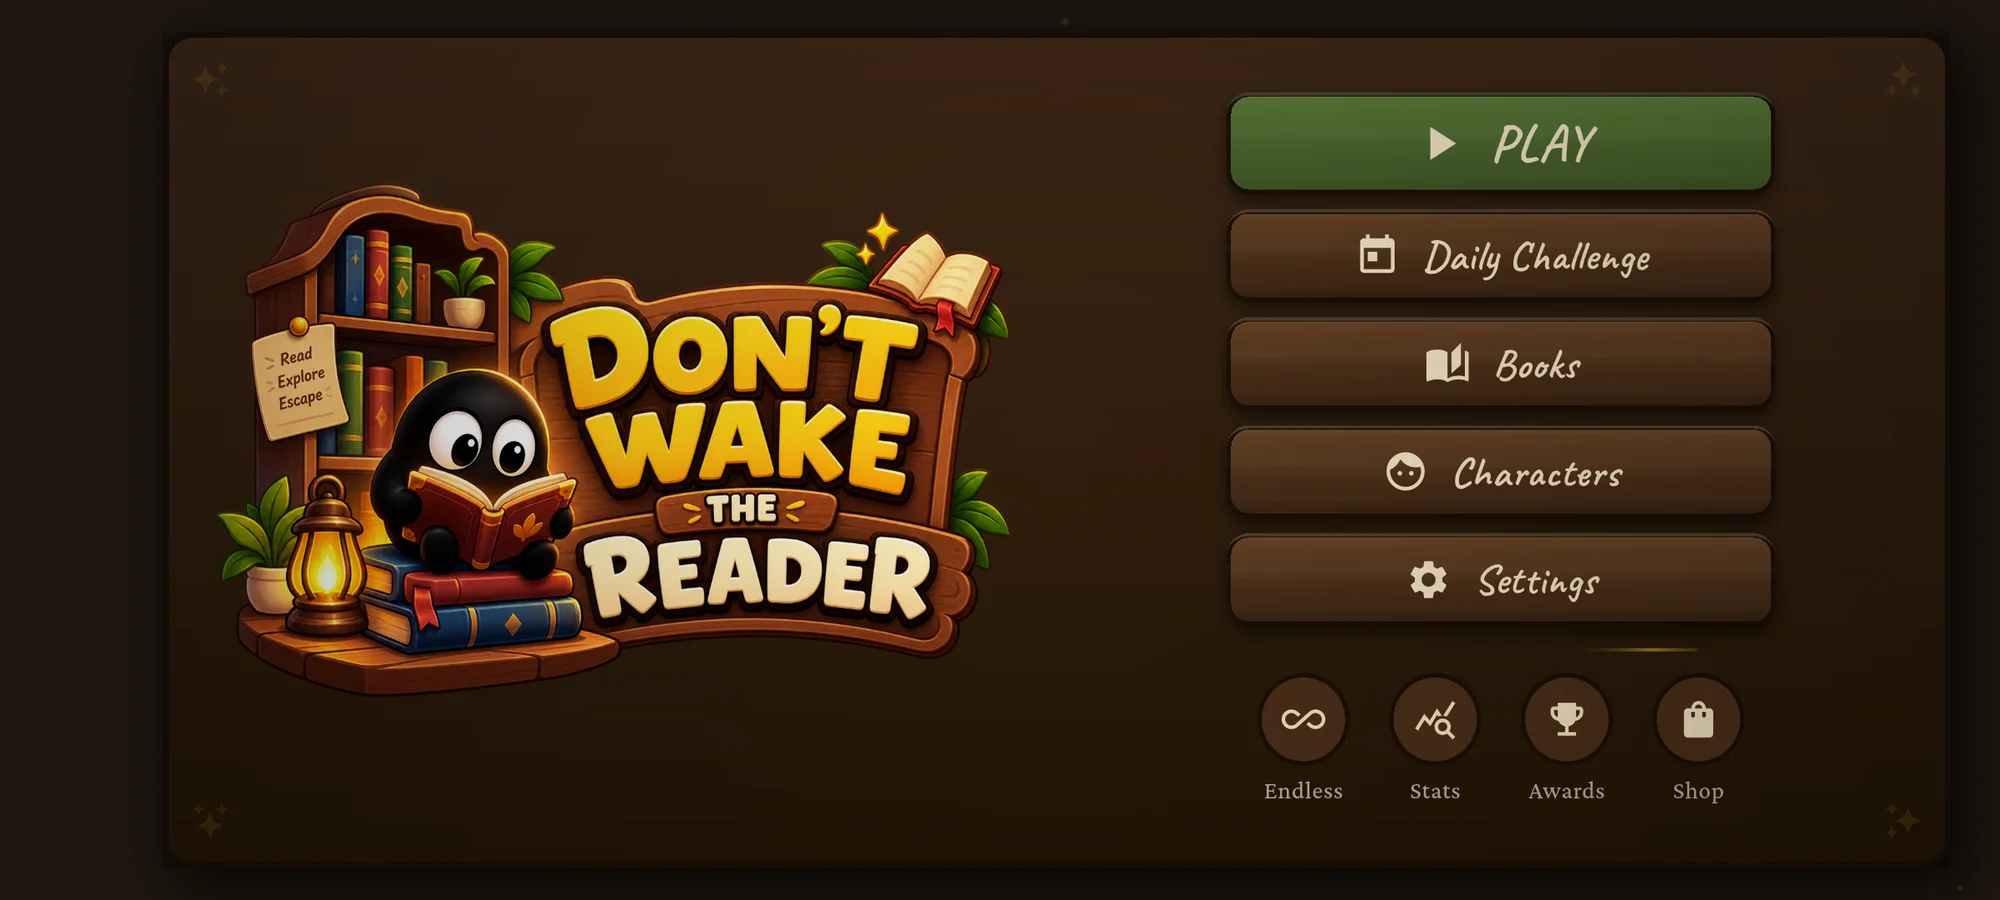 Read
Explore
Escape
DON'T
WAKE
THE
READER
PLAY
Daily Challenge
Books
Characters
Settings
Endless
Stats
Awards
Shop